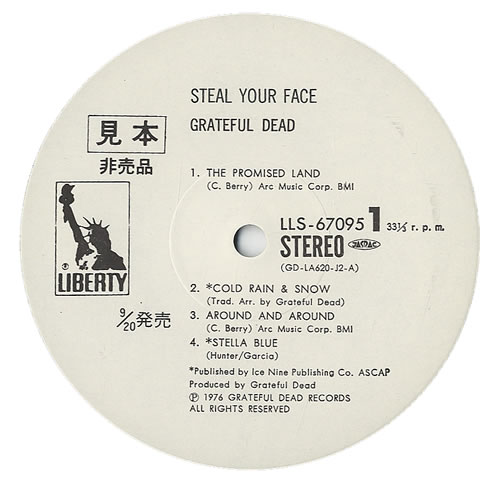 STEAL YOUR FACE
GRATEFUL DEAD
見本
非売品
1. THE PROMISED LAND
(C. Berry) Arc Music Corp. BMI
LLS-67095 1 33⅓ r.p.m.
STEREO JASRAC
(GD-LA620-J2-A)
® LIBERTY
9/20発売
2. *COLD RAIN & SNOW
(Trad. Arr. by Grateful Dead)
3. AROUND AND AROUND
(C. Berry) Arc Music Corp. BMI
4. *STELLA BLUE
(Hunter/Garcia)
*Published by Ice Nine Publishing Co. ASCAP
Produced by Grateful Dead
℗ 1976 GRATEFUL DEAD RECORDS
ALL RIGHTS RESERVED